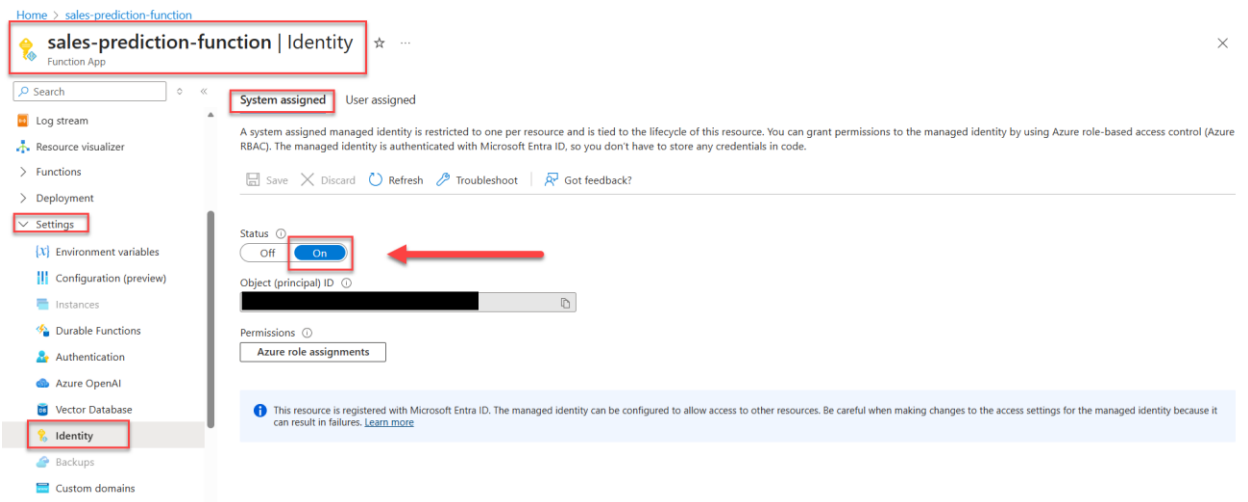 Home > sales-prediction-function
sales-prediction-function | Identity
Function App
Search
Log stream
Resource visualizer
Functions
Deployment
Settings
Environment variables
Configuration (preview)
Instances
Durable Functions
Authentication
Azure OpenAI
Vector Database
Identity
Backups
Custom domains
System assigned User assigned
A system assigned managed identity is restricted to one per resource and is tied to the lifecycle of this resource. You can grant permissions to the managed identity by using Azure role-based access control (Azure
RBAC). The managed identity is authenticated with Microsoft Entra ID, so you don't have to store any credentials in code.
Save Discard Refresh Troubleshoot Got feedback?
Status
Off On
Object (principal) ID
Permissions
Azure role assignments
This resource is registered with Microsoft Entra ID. The managed identity can be configured to allow access to other resources. Be careful when making changes to the access settings for the managed identity because it
can result in failures. Learn more